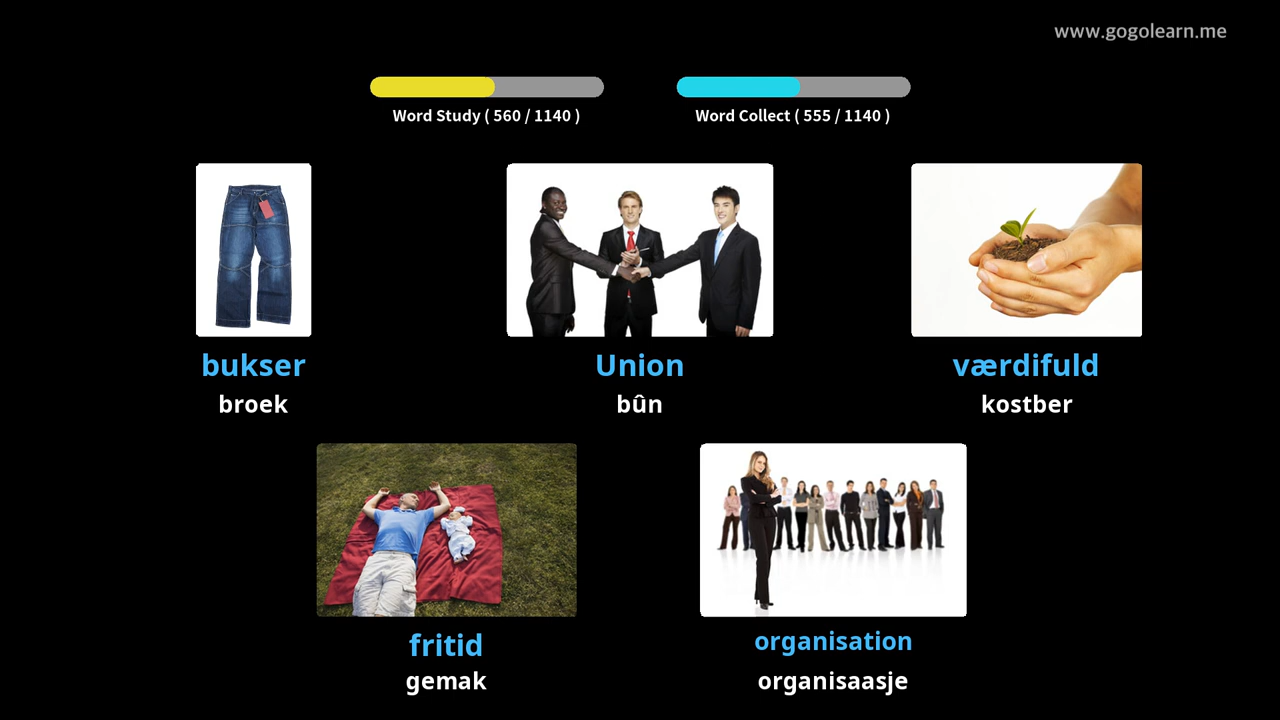 www.gogolearn.me
Word Study ( 560 / 1140 )
Word Collect ( 555 / 1140 )
bukser
broek
Union
bûn
værdifuld
kostber
fritid
gemak
organisation
organisaasje